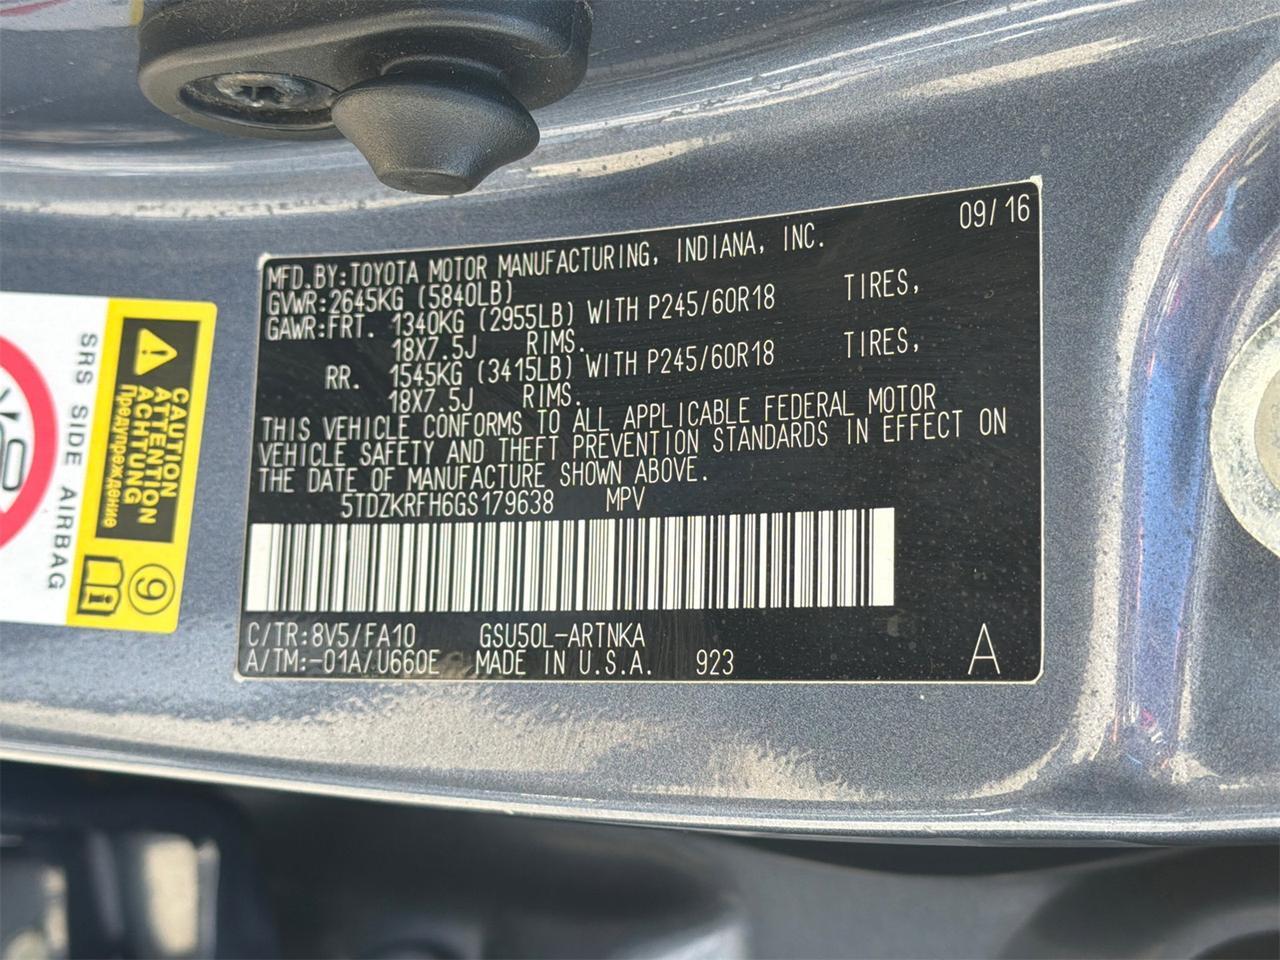 09/16
MFD.BY:TOYOTA MOTOR MANUFACTURING, INDIANA, INC.
GVWR:2645KG (5840LB)
GAWR:FRT. 1340KG (2955LB) WITH P245/60R18 TIRES,
18X7.5J RIMS.
RR. 1545KG (3415LB) WITH P245/60R18 TIRES,
18X7.5J RIMS.
THIS VEHICLE CONFORMS TO ALL APPLICABLE FEDERAL MOTOR
VEHICLE SAFETY AND THEFT PREVENTION STANDARDS IN EFFECT ON
THE DATE OF MANUFACTURE SHOWN ABOVE.
5TDZKRFH6GS179638 MPV
C/TR:8V5/FA10 GSU50L-ARTNKA
A/TM:-01A/U660E MADE IN U.S.A. 923
A
CAUTION
ATTENTION
ACHTUNG
Предупреждение
SRS SIDE AIRBAG
9
i